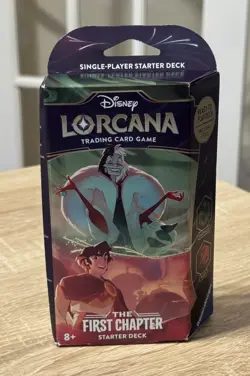 SINGLE-PLAYER STARTER DECK
Disney
LORCANA
TRADING CARD GAME
THE
FIRST CHAPTER
STARTER DECK
8+